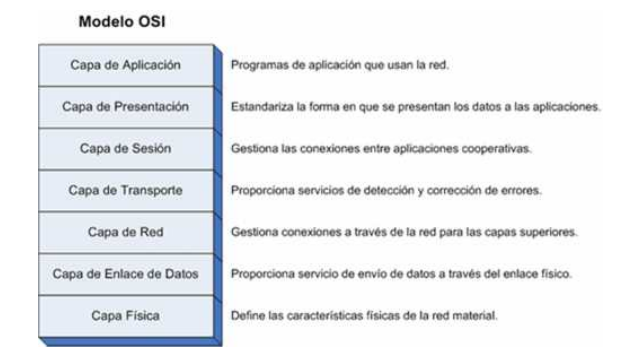 Modelo OSI
Capa de Aplicación
Programas de aplicación que usan la red.
Capa de Presentación
Estandariza la forma en que se presentan los datos a las aplicaciones.
Capa de Sesión
Gestiona las conexiones entre aplicaciones cooperativas.
Capa de Transporte
Proporciona servicios de detección y corrección de errores.
Capa de Red
Gestiona conexiones a través de la red para las capas superiores.
Capa de Enlace de Datos
Proporciona servicio de envío de datos a través del enlace físico.
Capa Física
Define las características físicas de la red material.